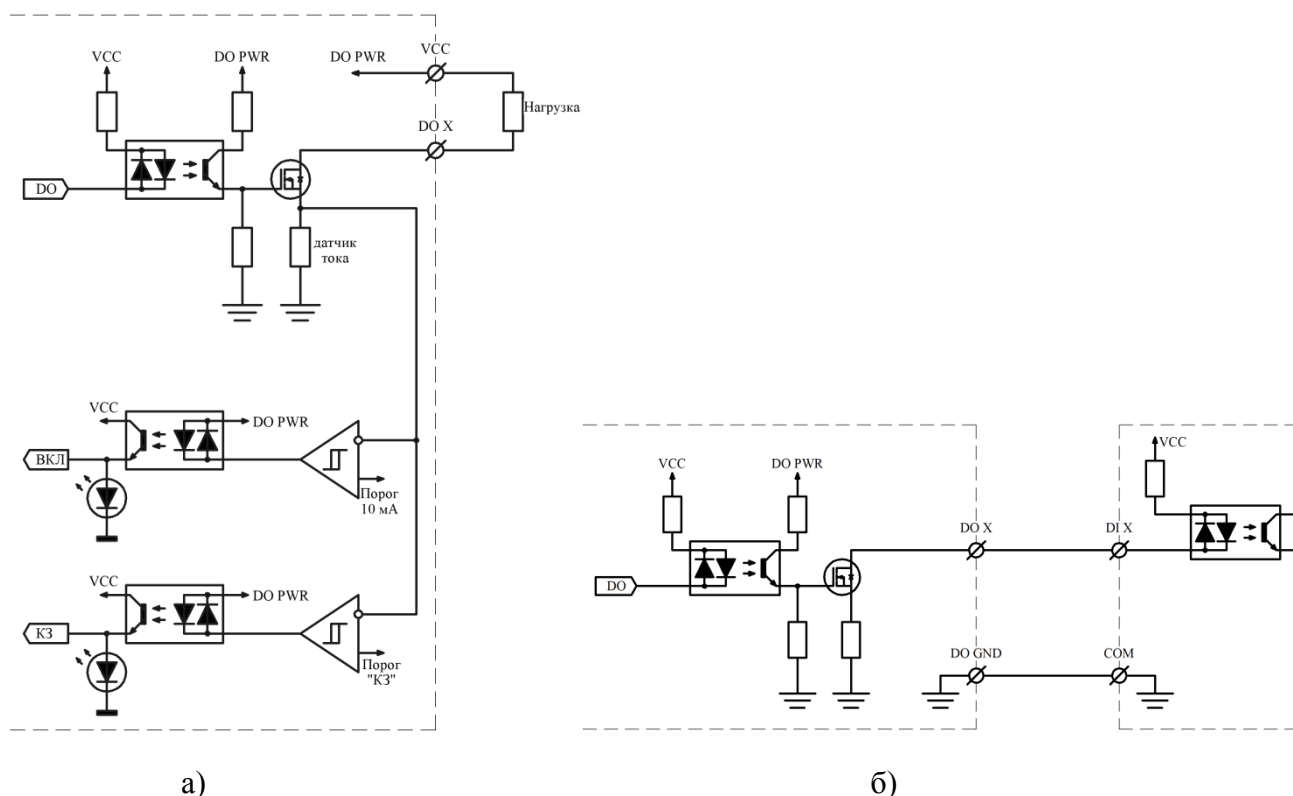 VCC
DO PWR
DO PWR
VCC
Нагрузка
DO X
DO
датчик
тока
VCC
DO PWR
ВКЛ
Порог
10 мА
VCC
DO PWR
КЗ
Порог
"КЗ"
VCC
DO PWR
DO X
DI X
VCC
DO
DO GND
COM
а)
б)